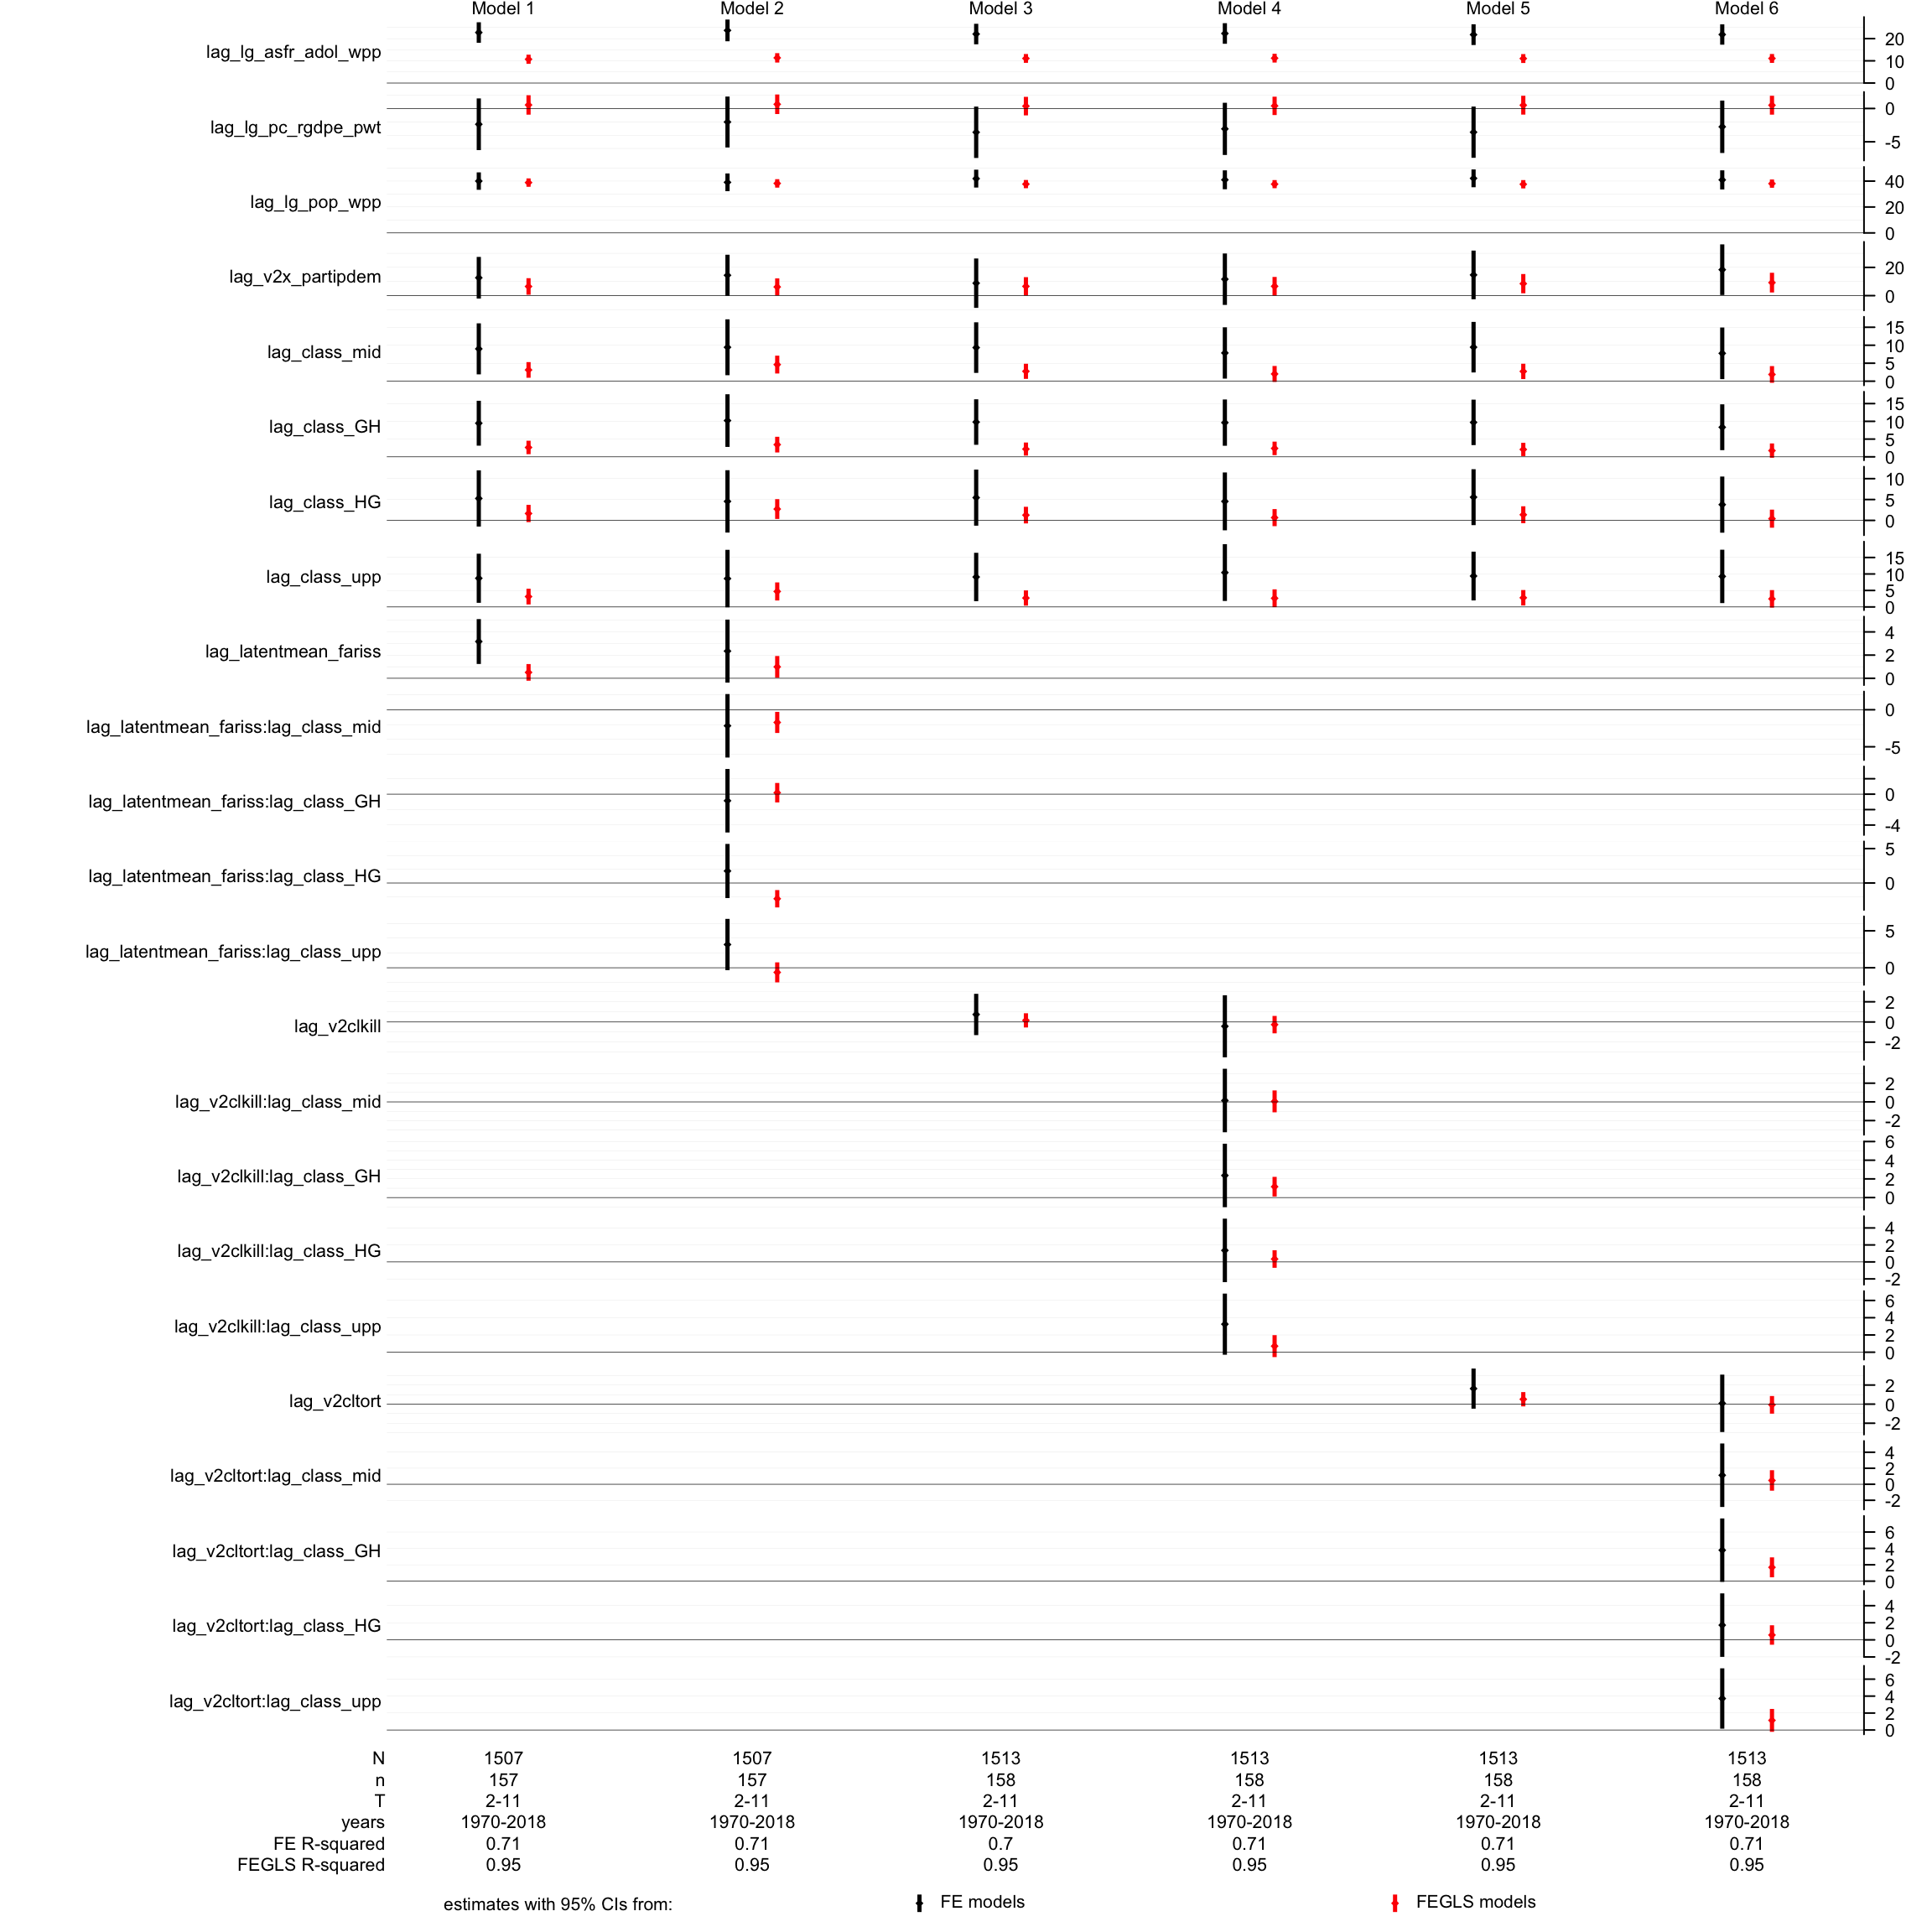 Model 1 Model 2 Model 3 Model 4 Model 5 Model 6
lag_lg_asfr_adol_wpp 20 10 0
lag_lg_pc_rgdpe_pwt 0 -5
lag_lg_pop_wpp 40 20 0
lag_v2x_partipdem 20 0
lag_class_mid 15 10 5 0
lag_class_GH 15 10 5 0
lag_class_HG 10 5 0
lag_class_upp 15 10 5 0
lag_latentmean_fariss 4 2 0
lag_latentmean_fariss:lag_class_mid 0 -5
lag_latentmean_fariss:lag_class_GH 0 -4
lag_latentmean_fariss:lag_class_HG 5 0
lag_latentmean_fariss:lag_class_upp 5 0
lag_v2clkill 2 0 -2
lag_v2clkill:lag_class_mid 2 0 -2
lag_v2clkill:lag_class_GH 6 4 2 0
lag_v2clkill:lag_class_HG 4 2 0 -2
lag_v2clkill:lag_class_upp 6 4 2 0
lag_v2cltort 2 0 -2
lag_v2cltort:lag_class_mid 4 2 0 -2
lag_v2cltort:lag_class_GH 6 4 2 0
lag_v2cltort:lag_class_HG 4 2 0 -2
lag_v2cltort:lag_class_upp 6 4 2 0
N 1507 1507 1513 1513 1513 1513
n 157 157 158 158 158 158
T 2-11 2-11 2-11 2-11 2-11 2-11
years 1970-2018 1970-2018 1970-2018 1970-2018 1970-2018 1970-2018
FE R-squared 0.71 0.71 0.7 0.71 0.71 0.71
FEGLS R-squared 0.95 0.95 0.95 0.95 0.95 0.95
estimates with 95% CIs from: FE models FEGLS models